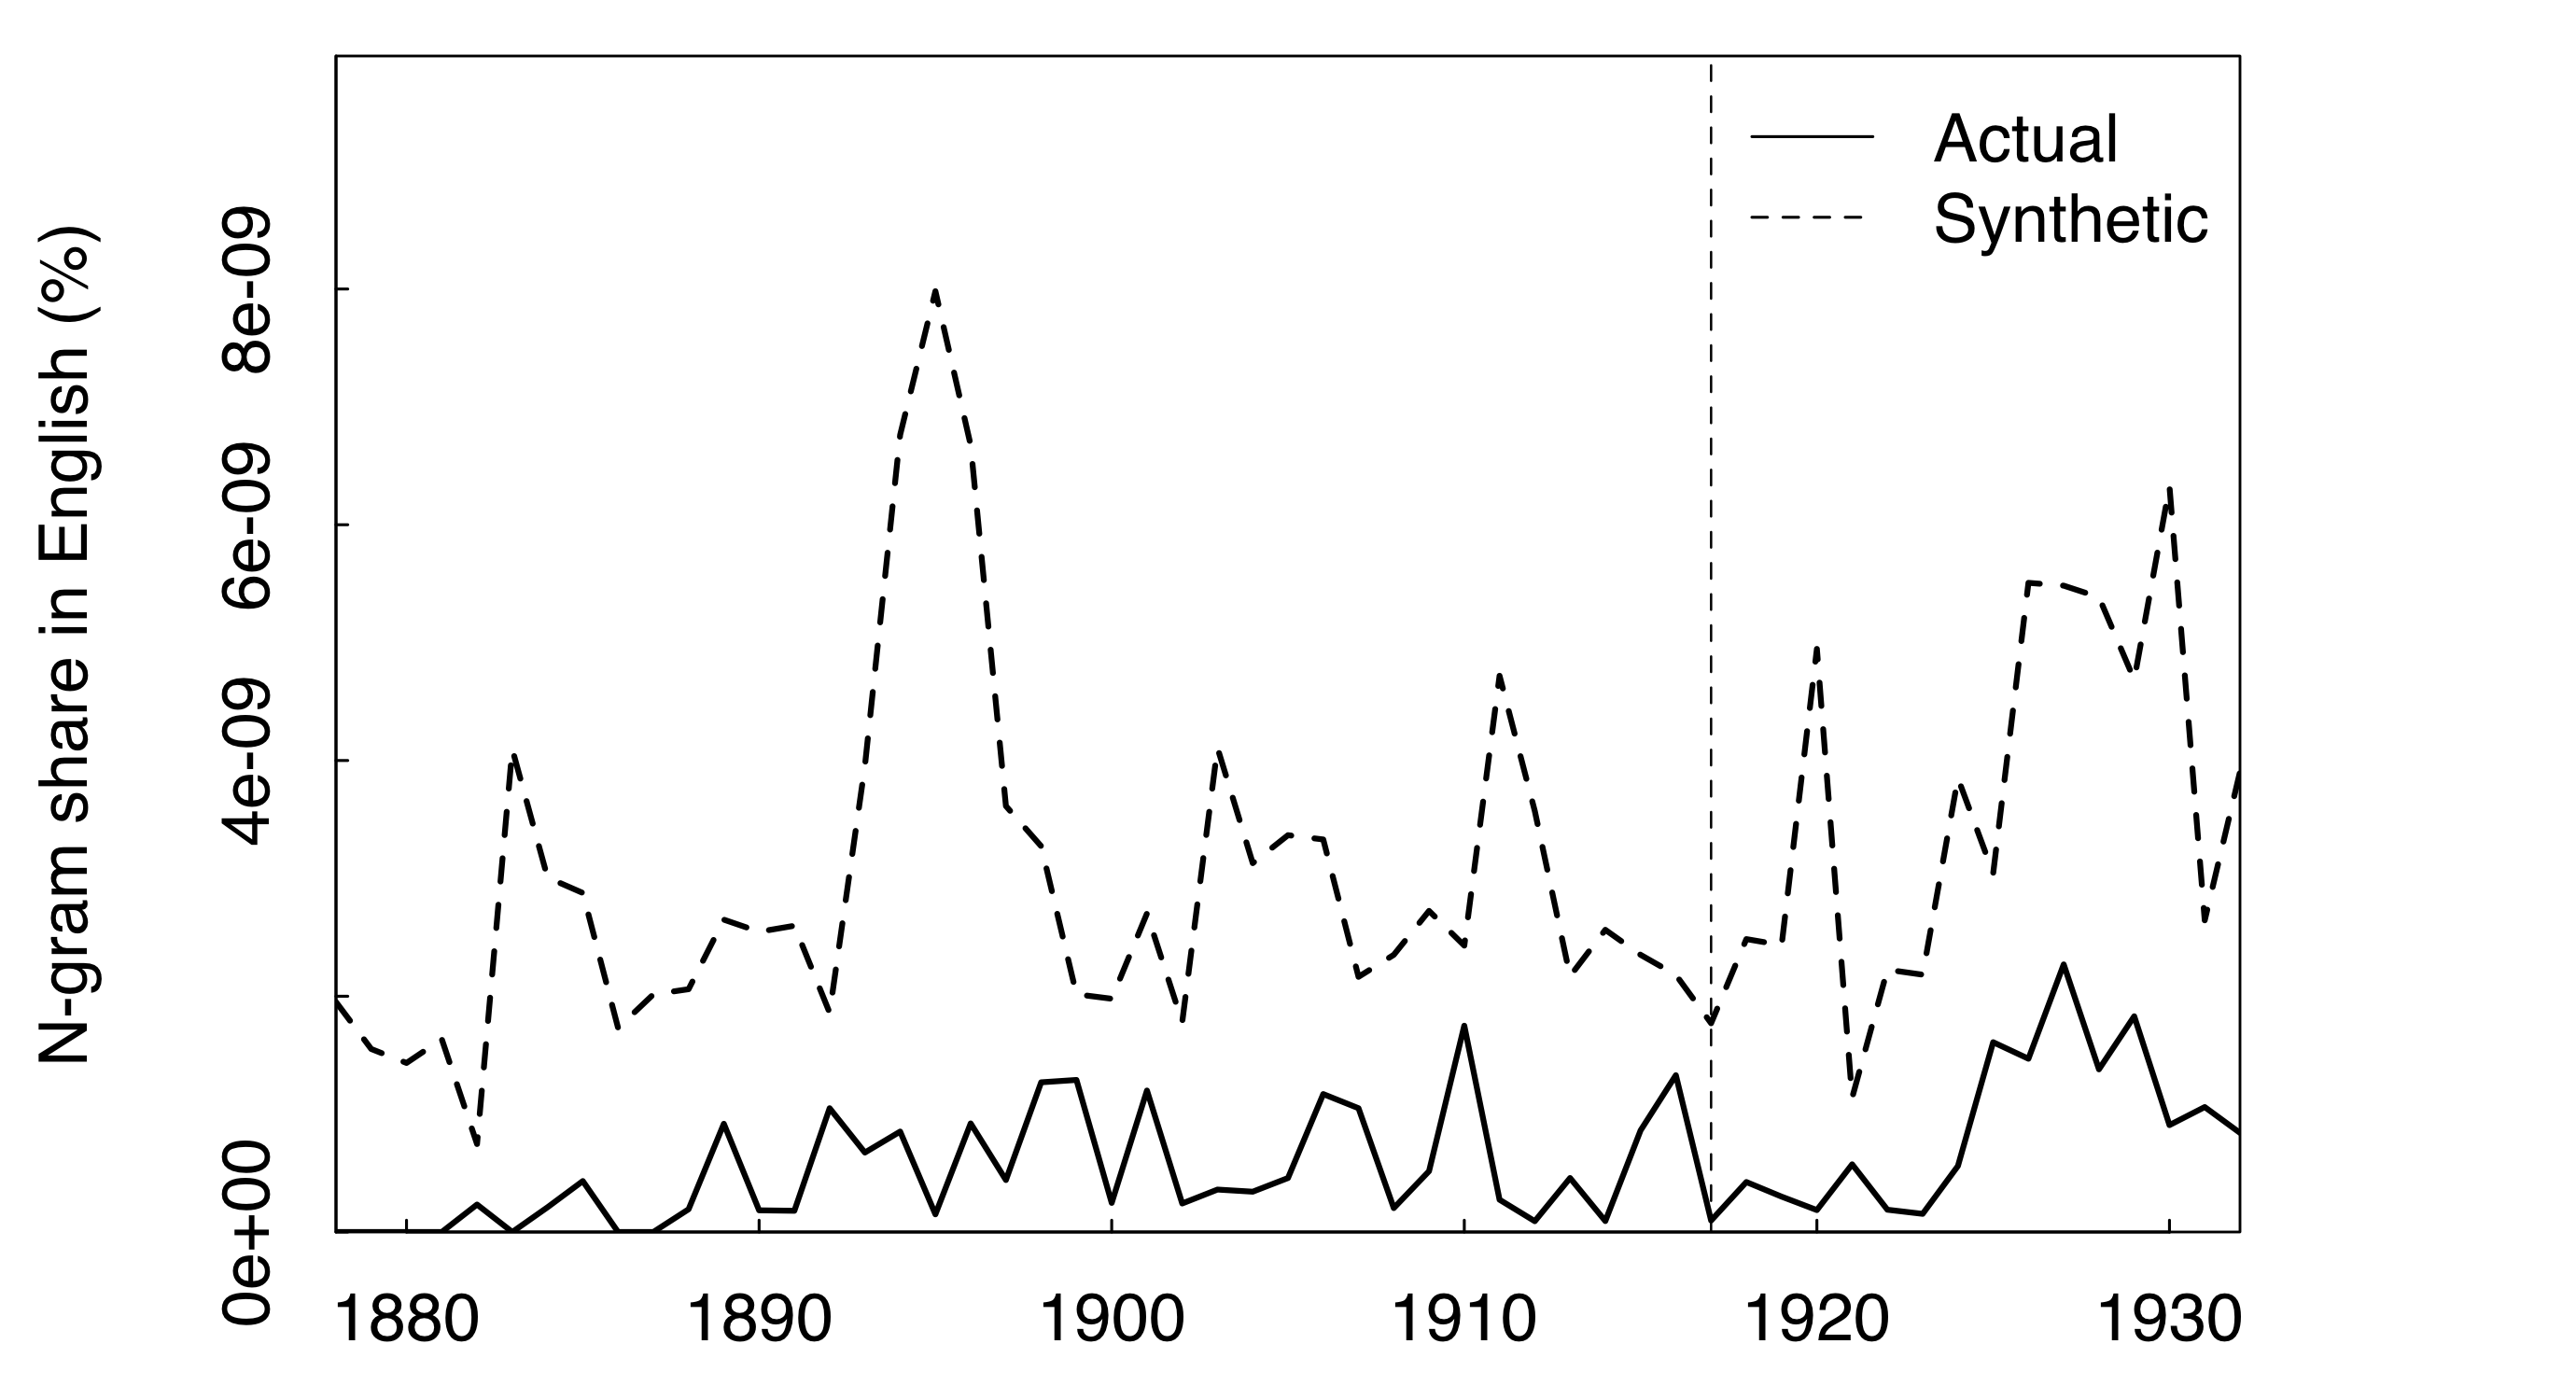 N-gram share in English (%)
8e-09
6e-09
4e-09
0e+00
Actual
Synthetic
1880 1890 1900 1910 1920 1930